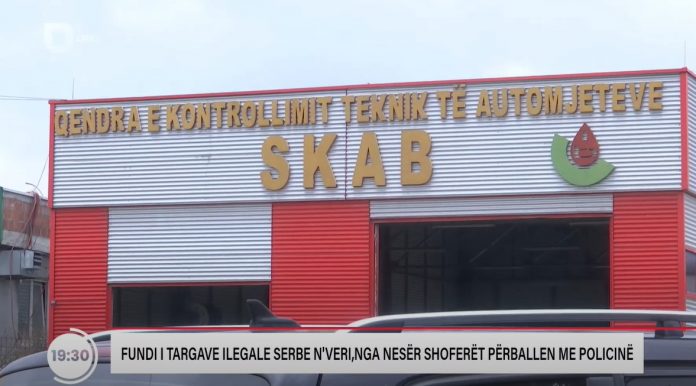 QENDRA E KONTROLLIMIT TEKNIK TË AUTOMJETEVE
SKAB
19:30
FUNDI I TARGAVE ILEGALE SERBE N'VERI,NGA NESËR SHOFERËT PËRBALLEN ME POLICINË